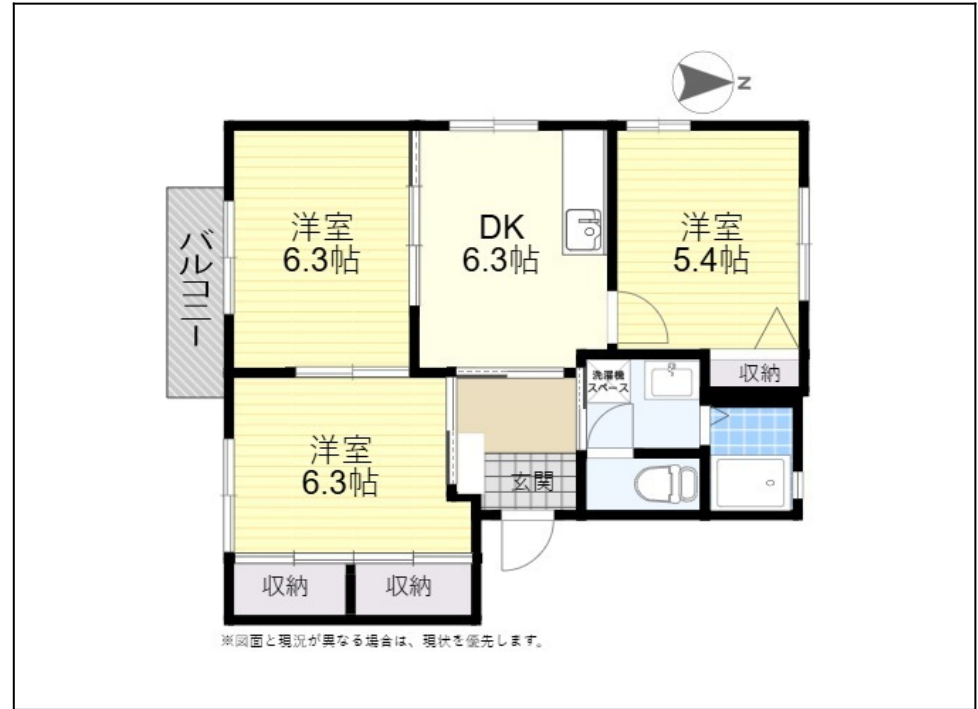 N
洋室
6.3帖
DK
6.3帖
洋室
5.4帖
バルコニー
洗濯機
スペース
収納
洋室
6.3帖
玄関
収納
収納
※図面と現況が異なる場合は、現状を優先します。